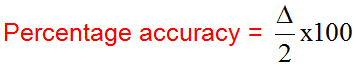 Percentage accuracy = Δ/2 x100